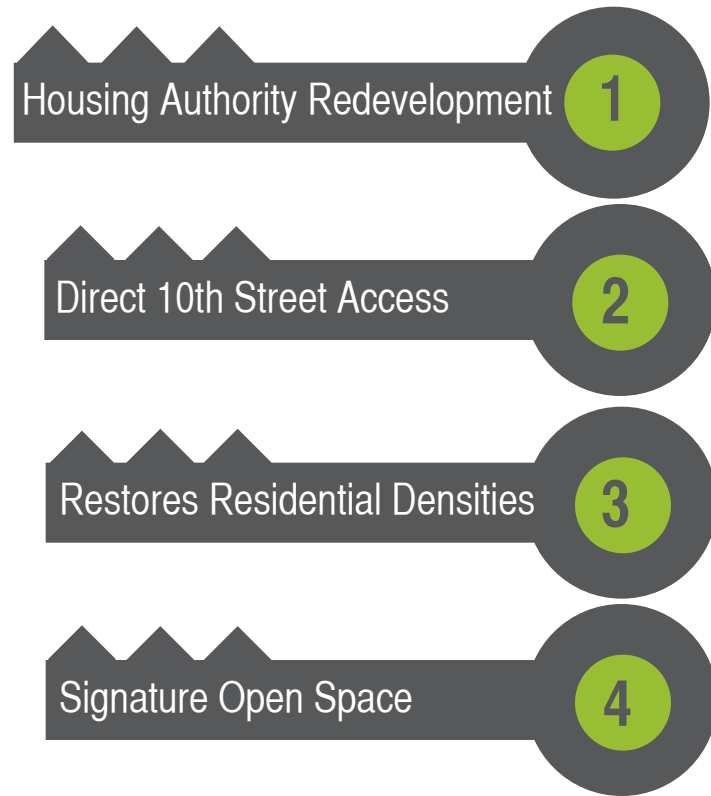 Housing Authority Redevelopment 1
Direct 10th Street Access 2
Restores Residential Densities 3
Signature Open Space 4